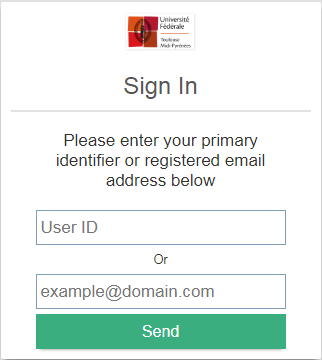 Université
Fédérale
Toulouse
Midi-Pyrénées
Sign In
Please enter your primary
identifier or registered email
address below
User ID
Or
example@domain.com
Send